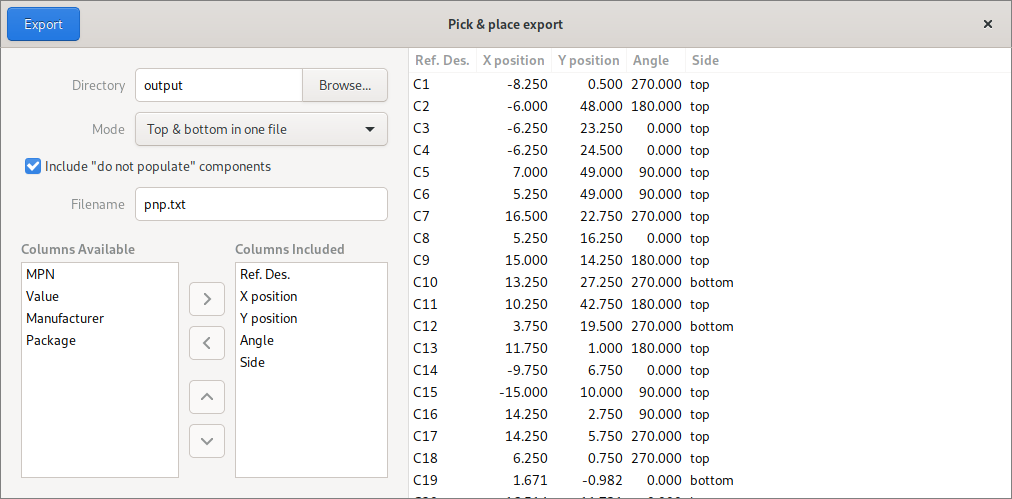 Export
Pick & place export
Directory output Browse...
Mode Top & bottom in one file
Include "do not populate" components
Filename pnp.txt
Columns Available
MPN
Value
Manufacturer
Package
Columns Included
Ref. Des.
X position
Y position
Angle
Side
Ref. Des. X position Y position Angle Side
C1 -8.250 0.500 270.000 top
C2 -6.000 48.000 180.000 top
C3 -6.250 23.250 0.000 top
C4 -6.250 24.500 0.000 top
C5 7.000 49.000 90.000 top
C6 5.250 49.000 90.000 top
C7 16.500 22.750 270.000 top
C8 5.250 16.250 0.000 top
C9 15.000 14.250 180.000 top
C10 13.250 27.250 270.000 bottom
C11 10.250 42.750 180.000 top
C12 3.750 19.500 270.000 bottom
C13 11.750 1.000 180.000 top
C14 -9.750 6.750 0.000 top
C15 -15.000 10.000 90.000 top
C16 14.250 2.750 90.000 top
C17 14.250 5.750 270.000 top
C18 6.250 0.750 270.000 top
C19 1.671 -0.982 0.000 bottom